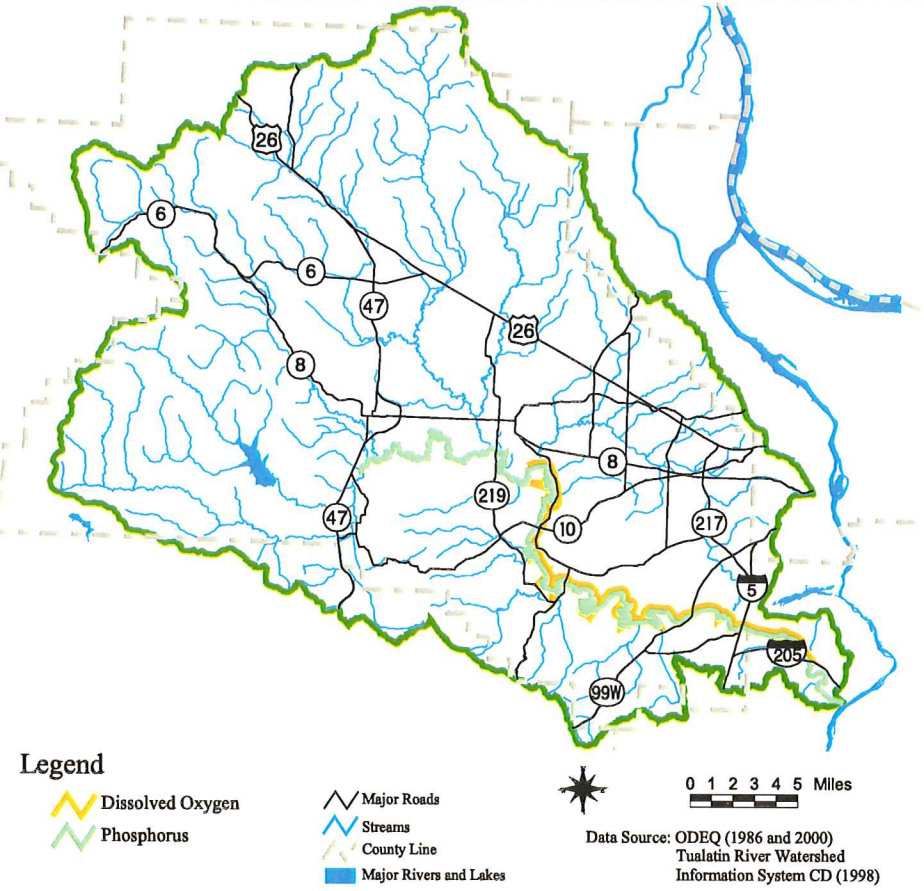 26
6
6
47
26
8
8
219
47
10
217
5
205
99W
Legend
Dissolved Oxygen
Phosphorus
Major Roads
Streams
County Line
Major Rivers and Lakes
0 1 2 3 4 5 Miles
Data Source: ODEQ (1986 and 2000)
Tualatin River Watershed
Information System CD (1998)